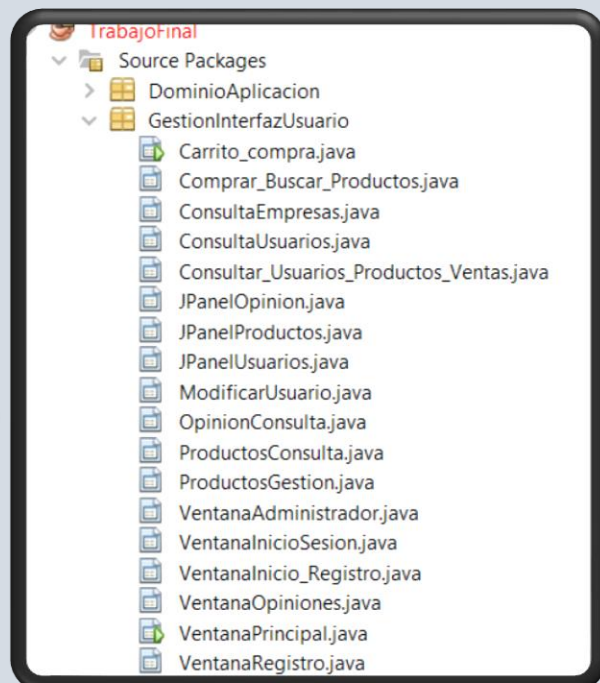 TrabajoFinal
Source Packages
DominioAplicacion
GestionInterfazUsuario
Carrito_compra.java
Comprar_Buscar_Productos.java
ConsultaEmpresas.java
ConsultaUsuarios.java
Consultar_Usuarios_Productos_Ventas.java
JPanelOpinion.java
JPanelProductos.java
JPanelUsuarios.java
ModificarUsuario.java
OpinionConsulta.java
ProductosConsulta.java
ProductosGestion.java
VentanaAdministrador.java
VentanaInicioSesion.java
VentanaInicio_Registro.java
VentanaOpiniones.java
VentanaPrincipal.java
VentanaRegistro.java